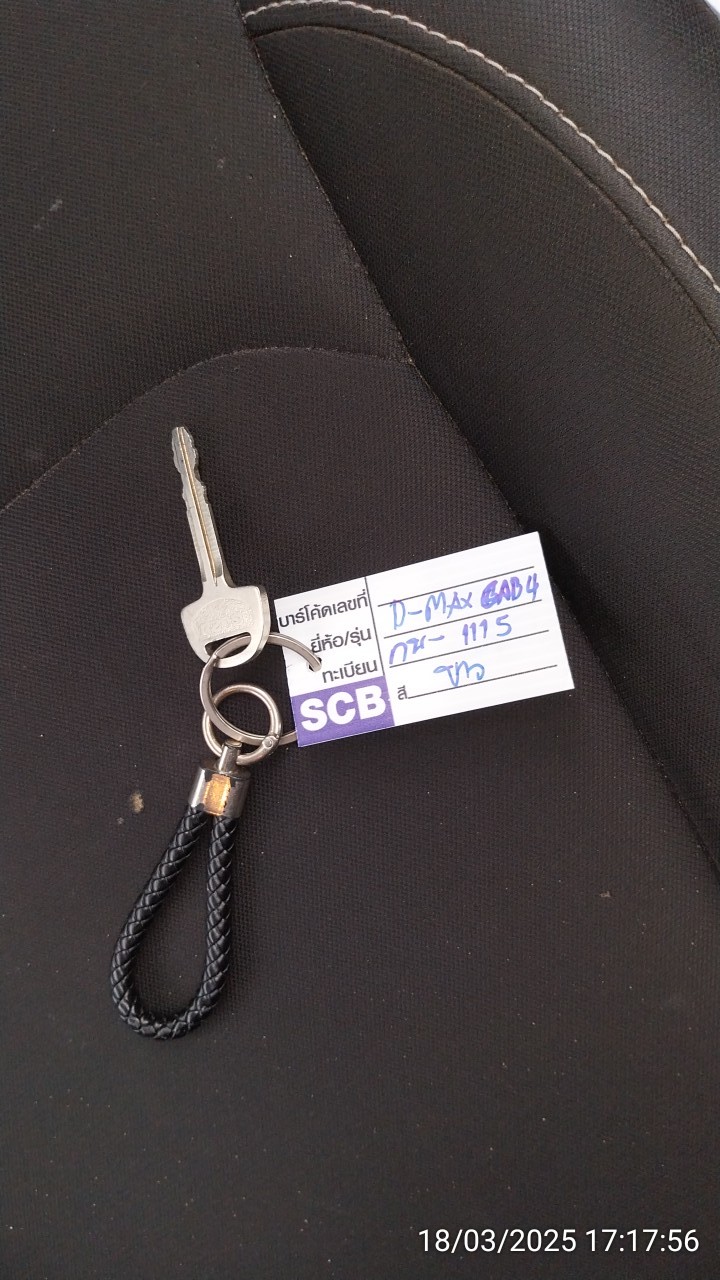 บาร์โค้ดเลขที่
ยี่ห้อ/รุ่น D-MAX CAB4
ทะเบียน กน- 1115
SCB สี ขาว
18/03/2025 17:17:56